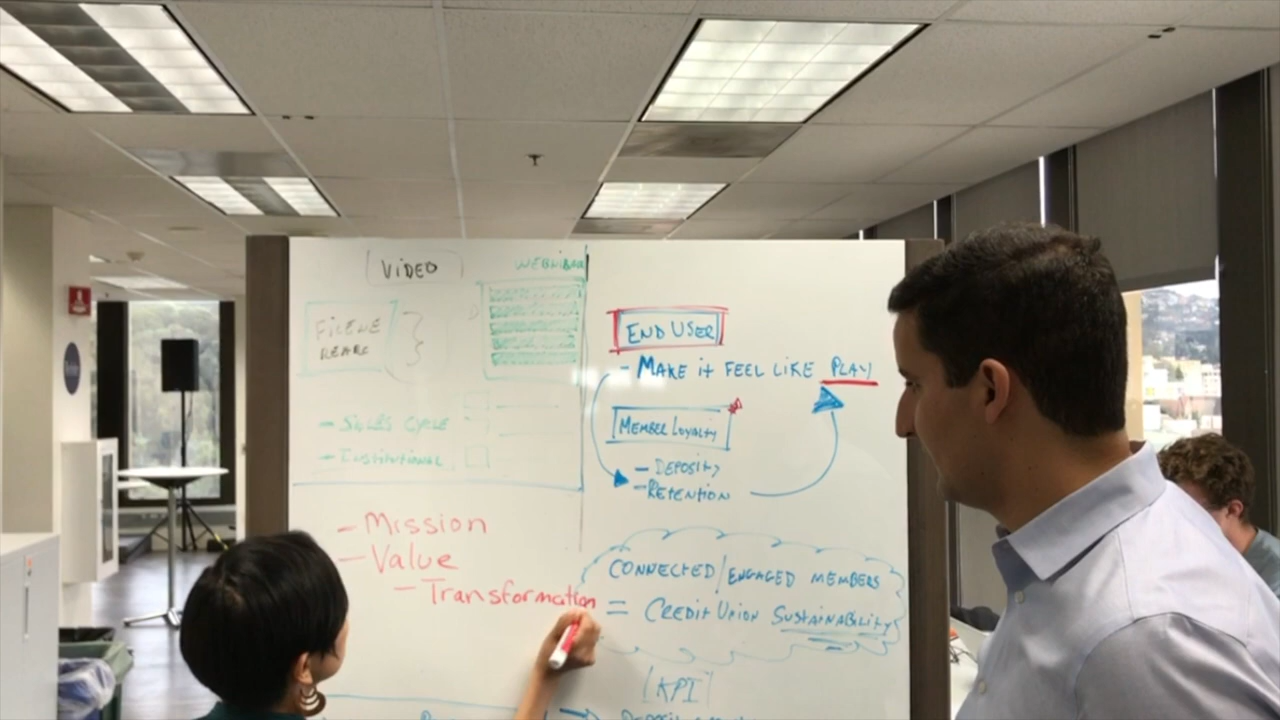 VIDEO
WEBINAR
FILENE
- SALES CYCLE
- INSTITUTIONAL
- Mission
- Value
- Transformation
END USER
- MAKE IT FEEL LIKE PLAY
MEMBER LOYALTY
- DEPOSITS
- RETENTION
CONNECTED/ENGAGED MEMBERS
= CREDIT UNION SUSTAINABILITY
KPI